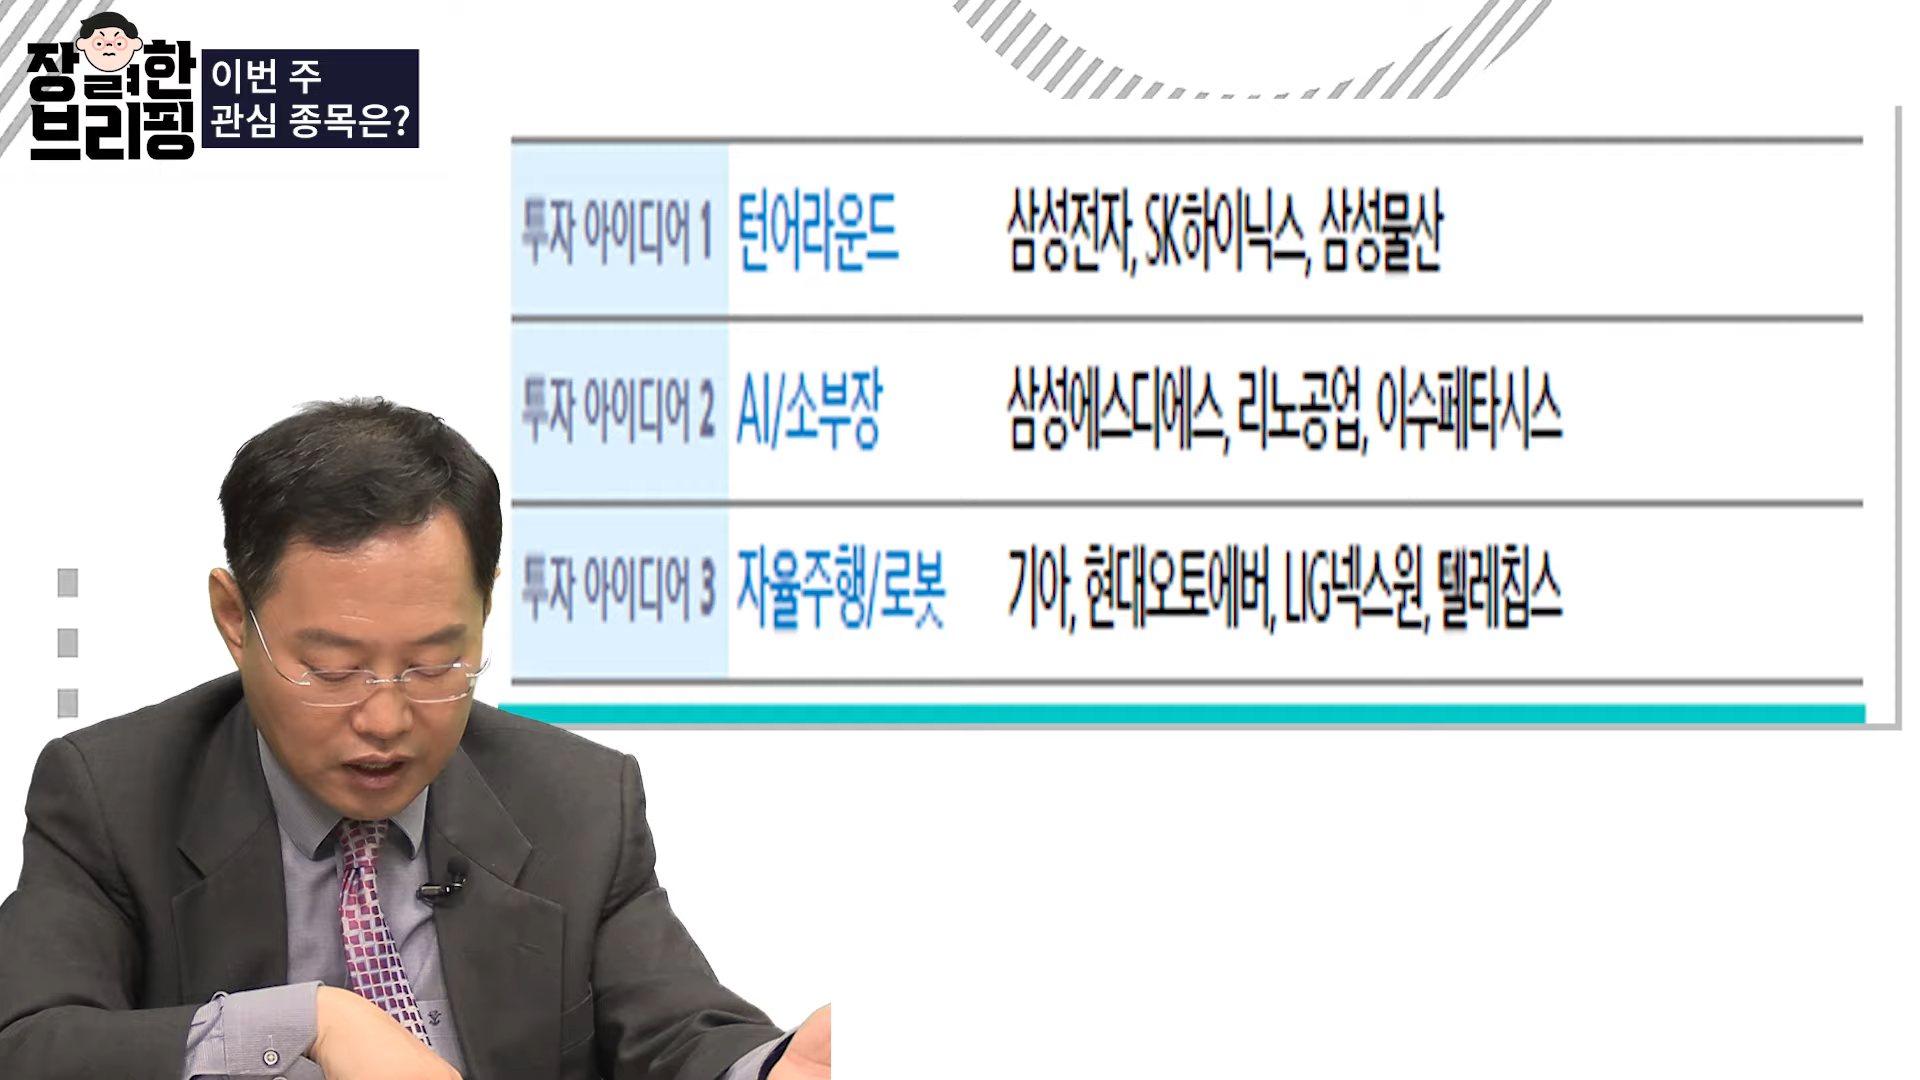 장렬한
브리핑
이번 주
관심 종목은?
투자 아이디어 1 턴어라운드 삼성전자, SK하이닉스, 삼성물산
투자 아이디어 2 AI/소부장 삼성에스디에스, 리노공업, 이수페타시스
투자 아이디어 3 자율주행/로봇 기아, 현대오토에버, LIG넥스원, 텔레칩스